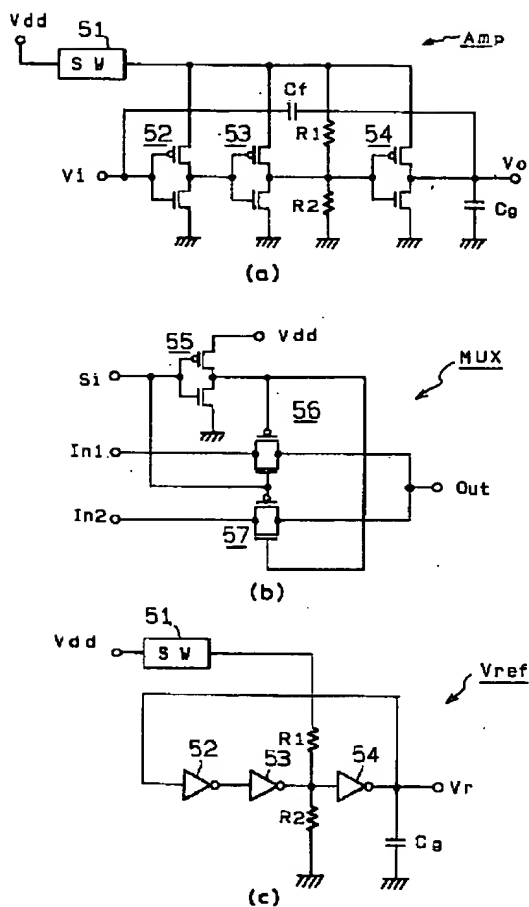 Vdd
51
SW
Amp
Cf
52
53
R1
54
Vi
R2
Vo
Cg
(a)
55
Vdd
Si
MUX
56
In1
Out
In2
57
(b)
51
Vdd
SW
Vref
52
53
R1
54
Vr
R2
Cg
(c)